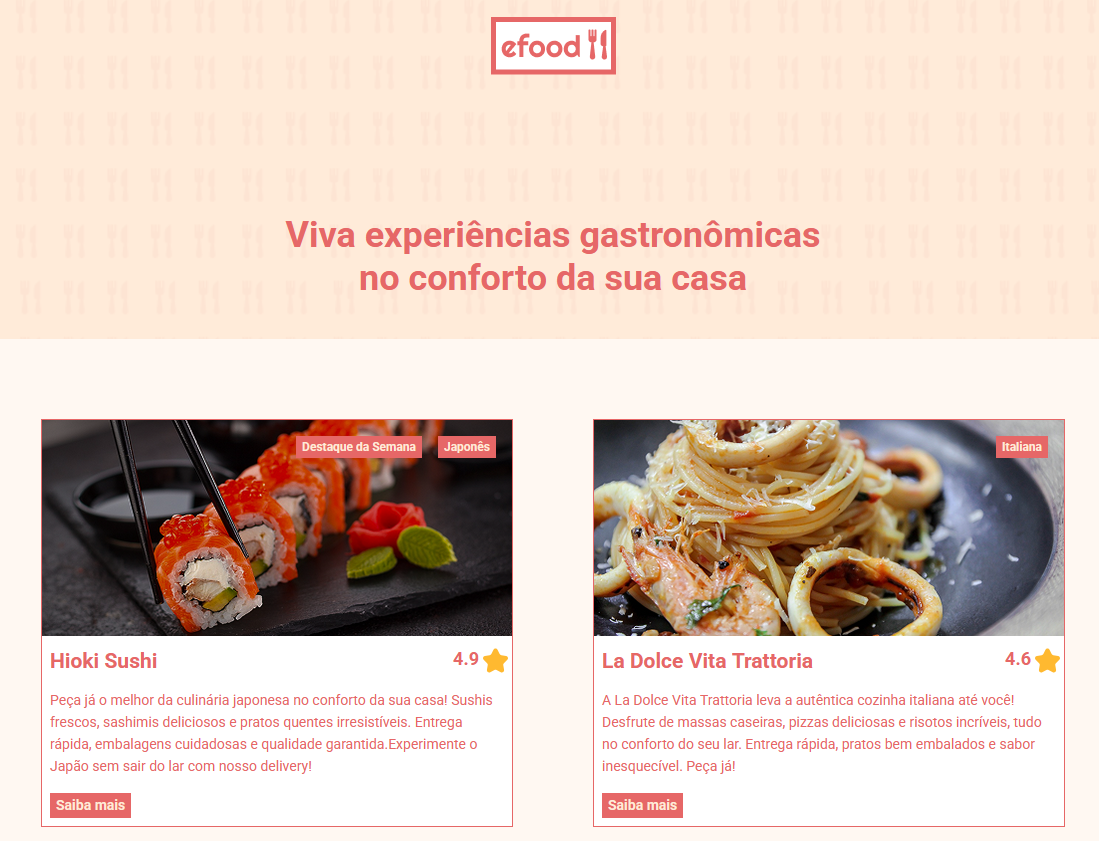 efood
Viva experiências gastronômicas
no conforto da sua casa
Destaque da Semana
Japonês
Hioki Sushi
4.9
Peça já o melhor da culinária japonesa no conforto da sua casa! Sushis
frescos, sashimis deliciosos e pratos quentes irresistíveis. Entrega
rápida, embalagens cuidadosas e qualidade garantida.Experimente o
Japão sem sair do lar com nosso delivery!
Saiba mais
Italiana
La Dolce Vita Trattoria
4.6
A La Dolce Vita Trattoria leva a autêntica cozinha italiana até você!
Desfrute de massas caseiras, pizzas deliciosas e risotos incríveis, tudo
no conforto do seu lar. Entrega rápida, pratos bem embalados e sabor
inesquecível. Peça já!
Saiba mais